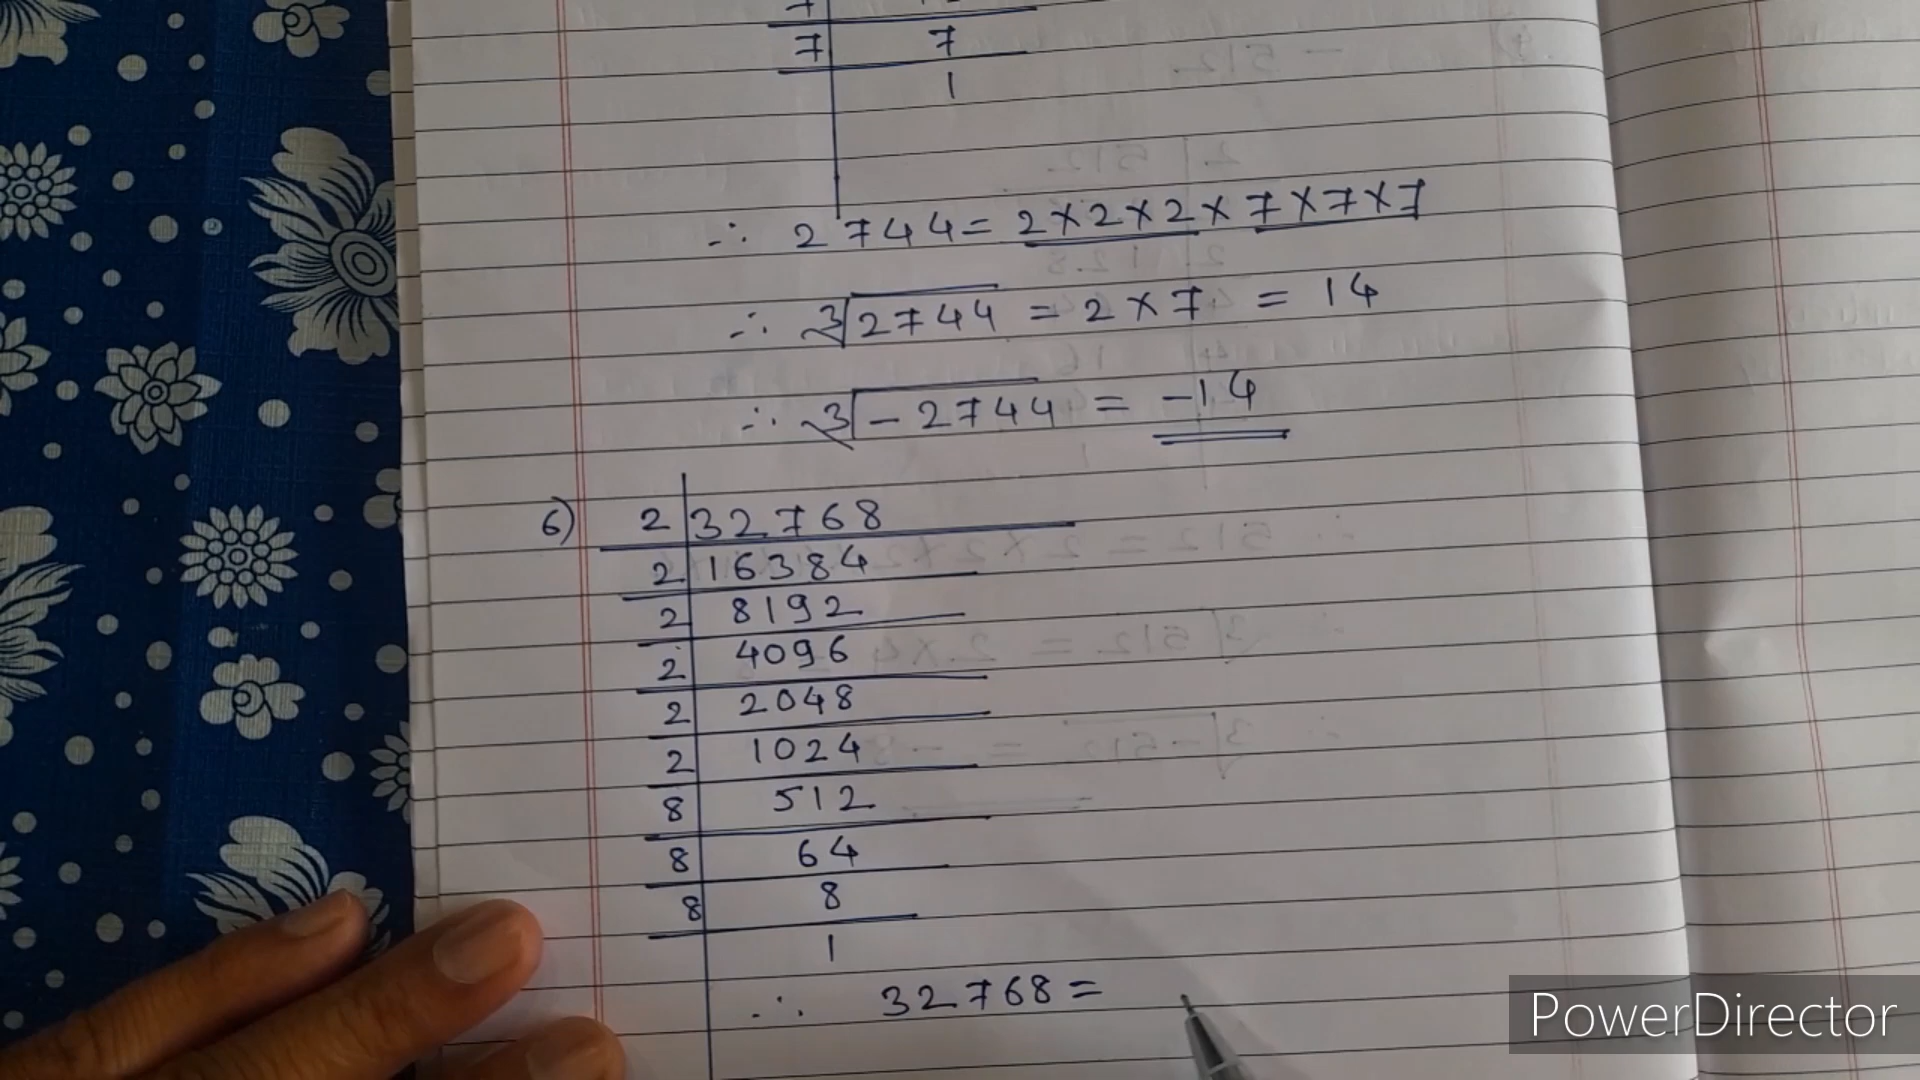 7 | 7
1
∴ 2744 = 2×2×2×7×7×7
∴ ∛2744 = 2×7 = 14
∴ ∛-2744 = -14
6) 2 | 32768
2 | 16384
2 | 8192
2 | 4096
2 | 2048
2 | 1024
8 | 512
8 | 64
8 | 8
1
∴ 32768 =
PowerDirector